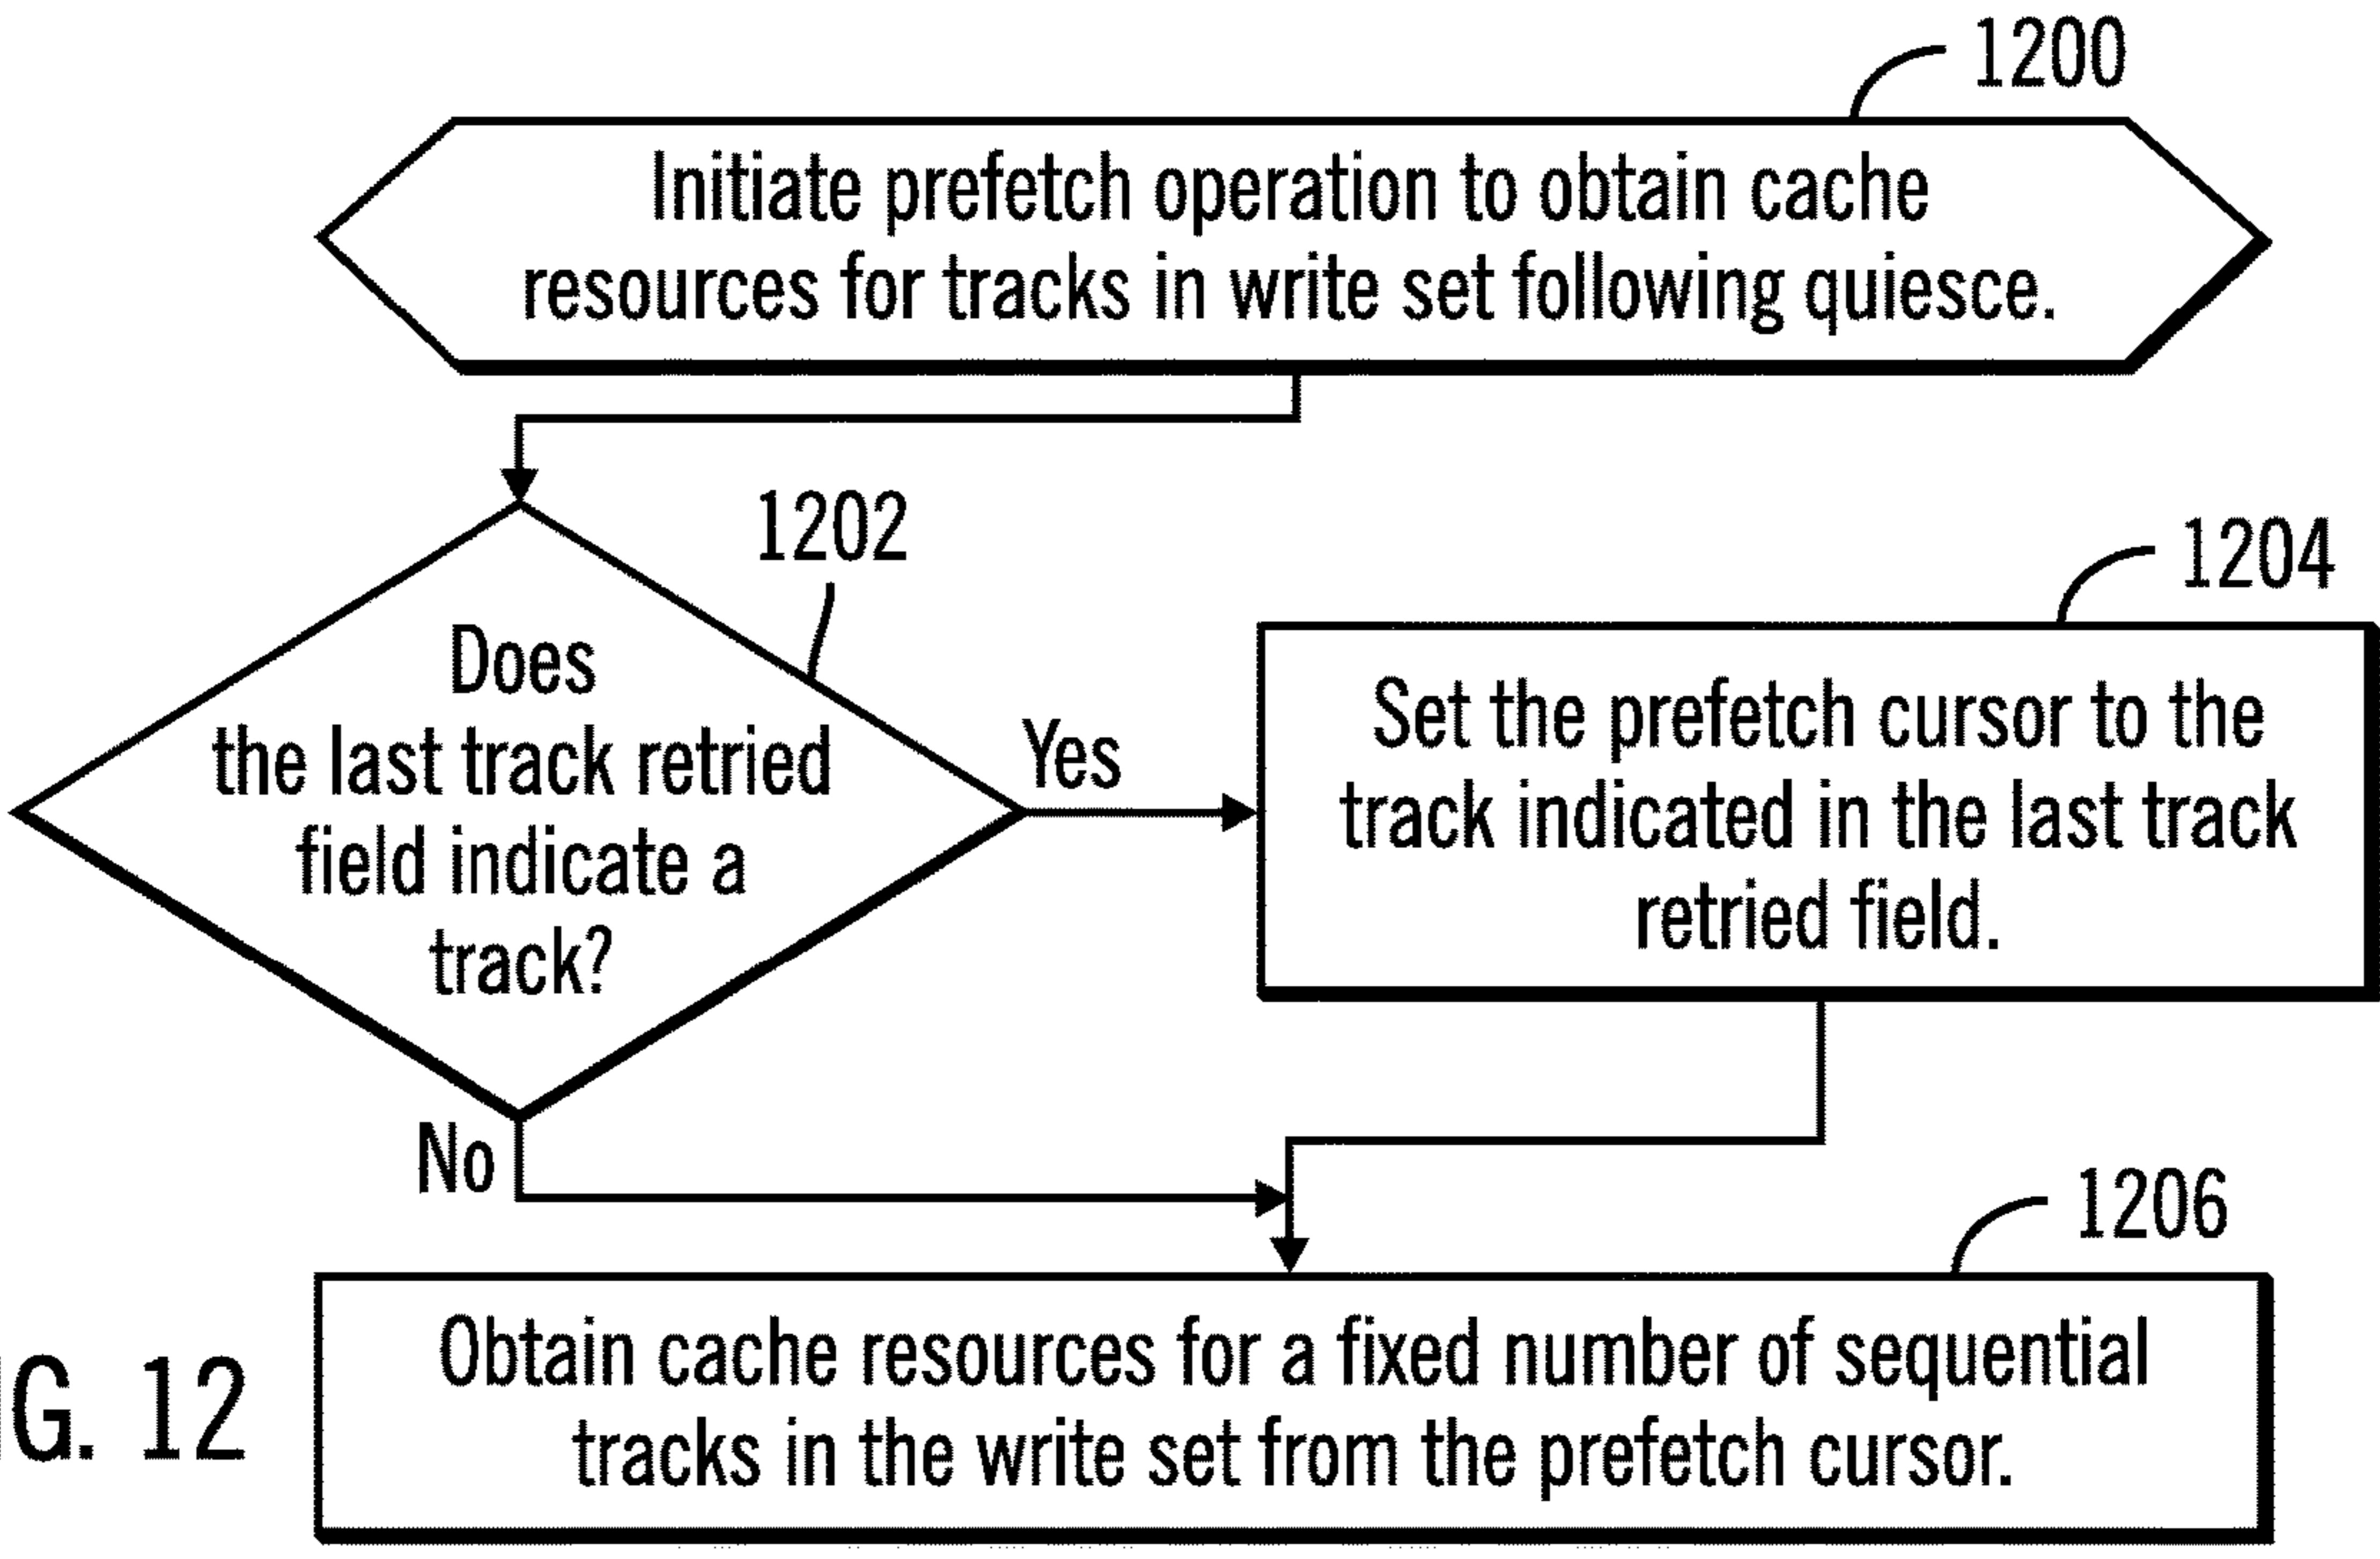 1200
Initiate prefetch operation to obtain cache
resources for tracks in write set following quiesce.
1202
Does
the last track retried
field indicate a
track?
Yes
No
1204
Set the prefetch cursor to the
track indicated in the last track
retried field.
1206
Obtain cache resources for a fixed number of sequential
tracks in the write set from the prefetch cursor.
IG. 12